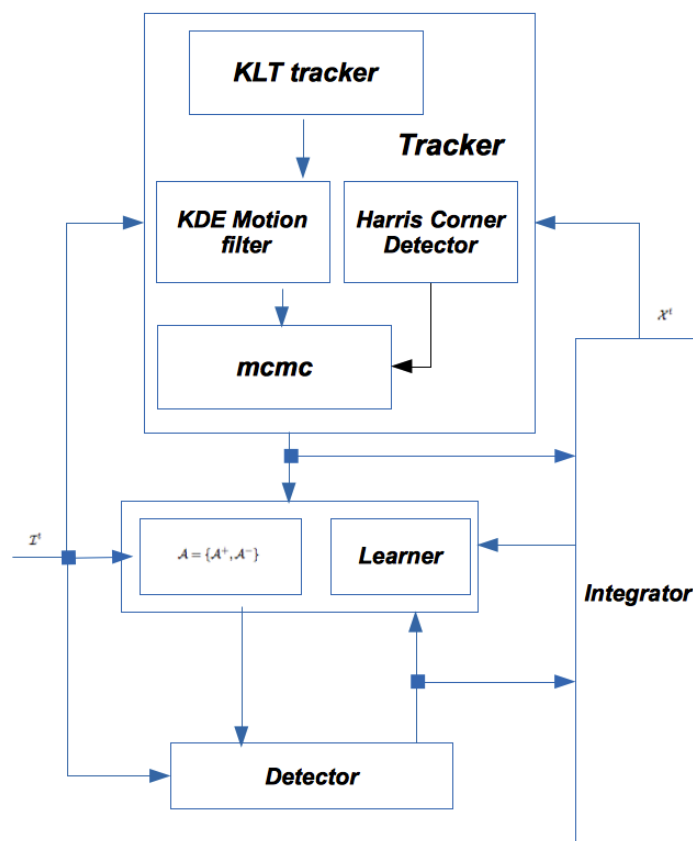 KLT tracker
Tracker
KDE Motion
filter
Harris Corner
Detector
𝒳ᵗ
mcmc
ℐᵗ
𝒜 = {𝒜⁺, 𝒜⁻}
Learner
Integrator
Detector